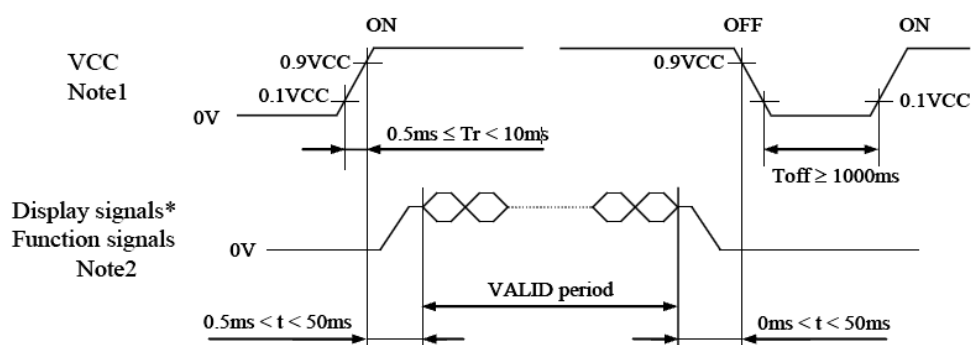 ON OFF ON
VCC
Note1
0.9VCC
0.9VCC
0.1VCC
0.1VCC
0V
0.5ms ≤ Tr < 10ms
Toff ≥ 1000ms
Display signals*
Function signals
Note2
0V
VALID period
0.5ms < t < 50ms
0ms < t < 50ms